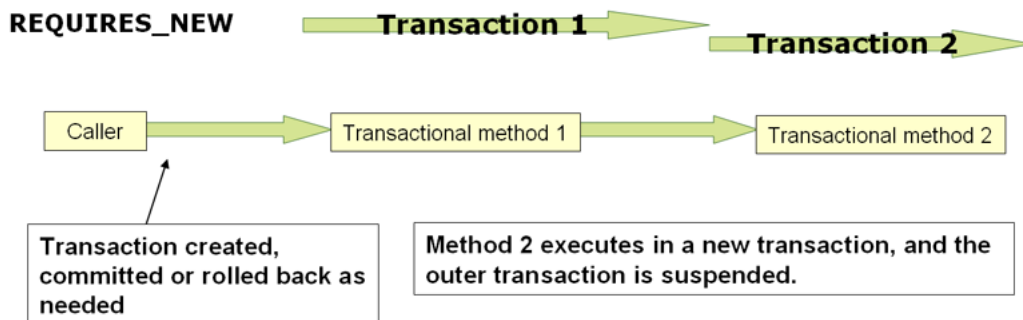 REQUIRES_NEW
Transaction 1
Transaction 2
Caller
Transactional method 1
Transactional method 2
Transaction created,
committed or rolled back as
needed
Method 2 executes in a new transaction, and the
outer transaction is suspended.